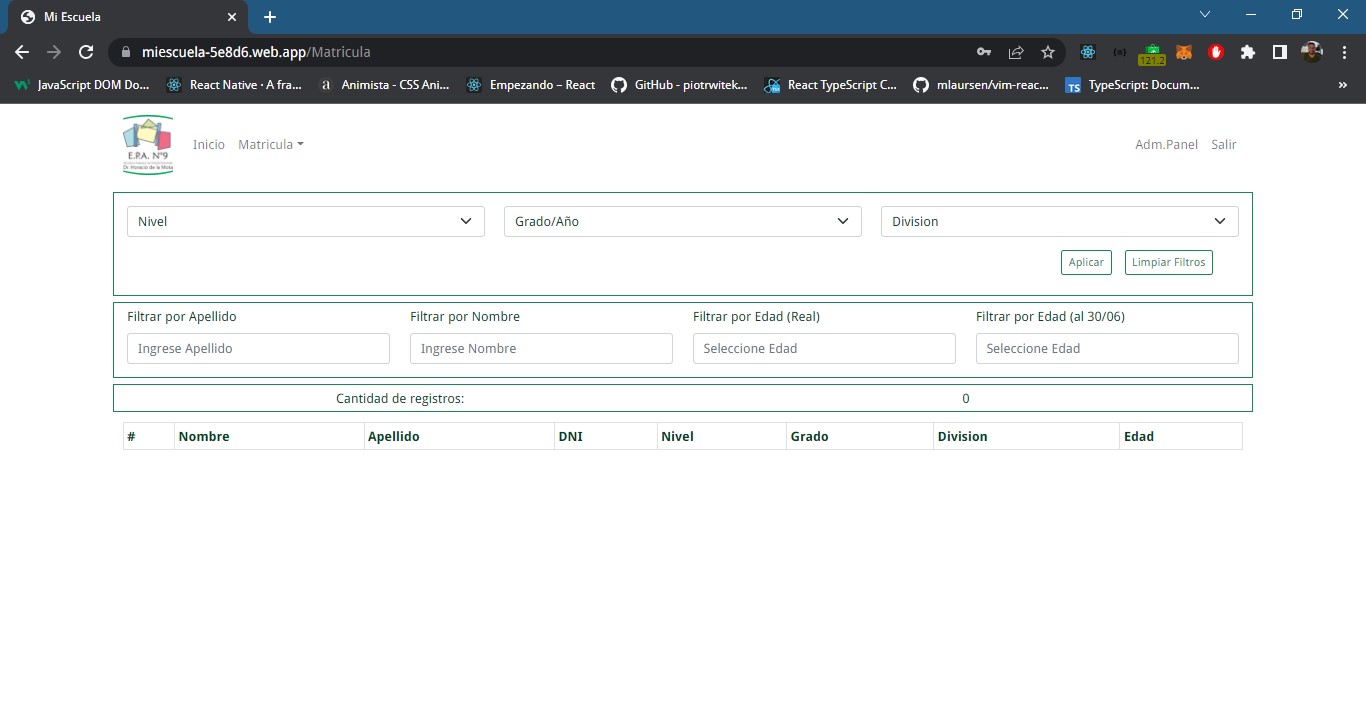 Mi Escuela
miescuela-5e8d6.web.app/Matricula
121.2
JavaScript DOM Do...
React Native · A fra...
Animista - CSS Ani...
Empezando – React
GitHub - piotrwitek...
React TypeScript C...
mlaursen/vim-reac...
TypeScript: Docum...
E.P.A. N°9
Dr. Horacio de la Mota
Inicio
Matricula
Adm.Panel
Salir
Nivel
Grado/Año
Division
Aplicar
Limpiar Filtros
Filtrar por Apellido
Filtrar por Nombre
Filtrar por Edad (Real)
Filtrar por Edad (al 30/06)
Ingrese Apellido
Ingrese Nombre
Seleccione Edad
Seleccione Edad
Cantidad de registros:
0
# Nombre Apellido DNI Nivel Grado Division Edad